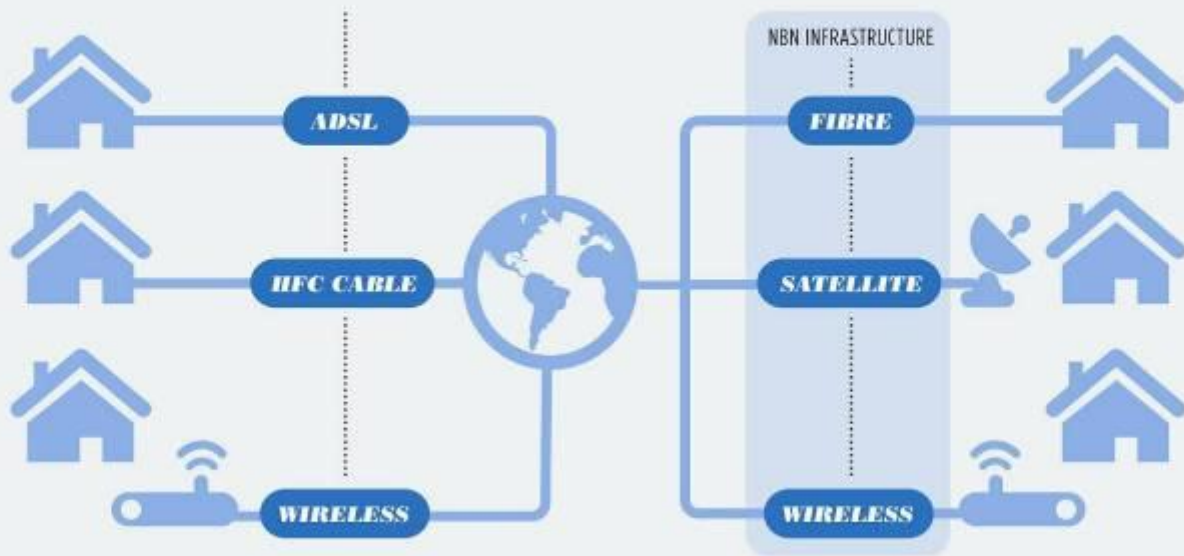 NBN INFRASTRUCTURE
ADSL
FIBRE
HFC CABLE
SATELLITE
WIRELESS
WIRELESS